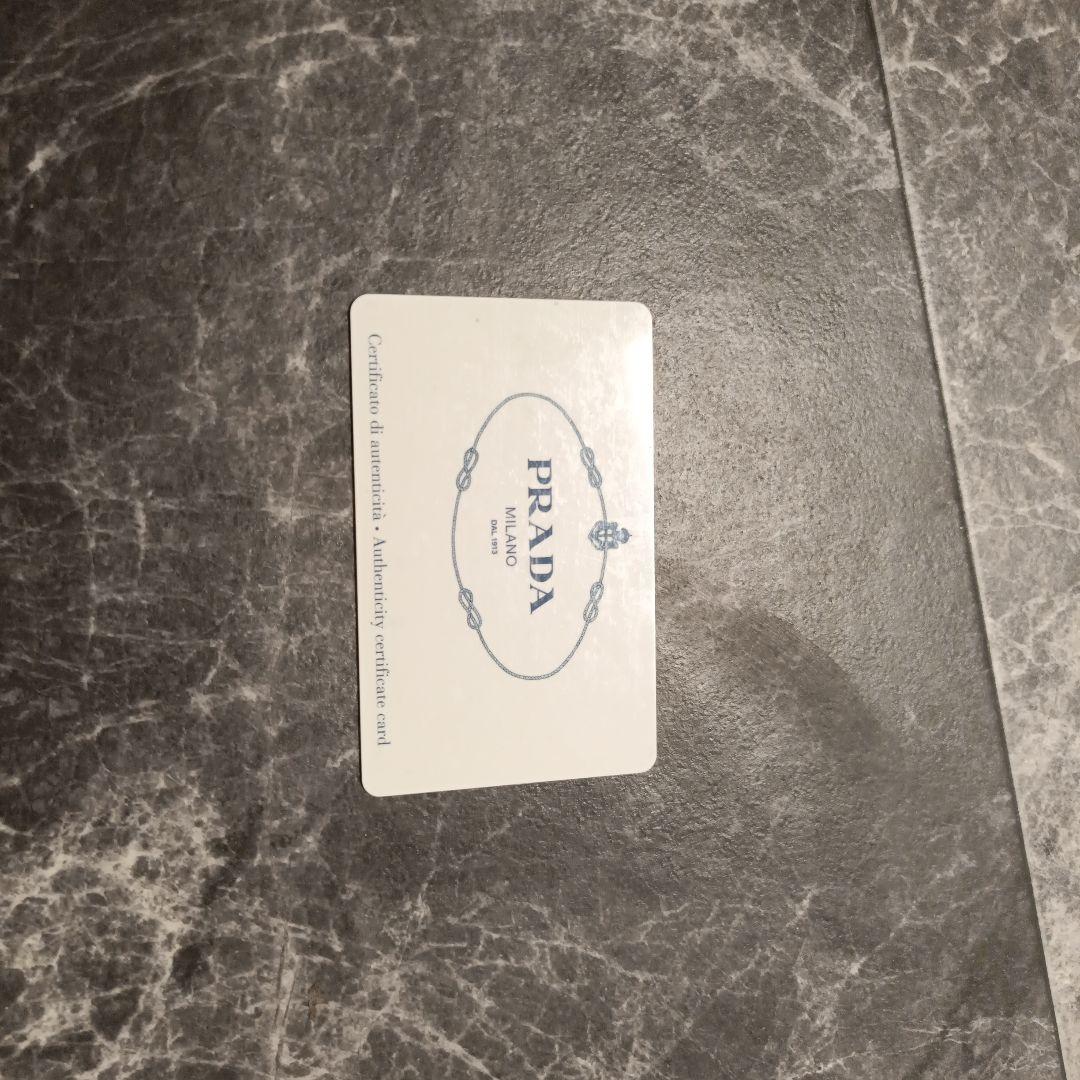 PRADA
MILANO
DAL 1913
Certificato di autenticità • Authenticity certificate card